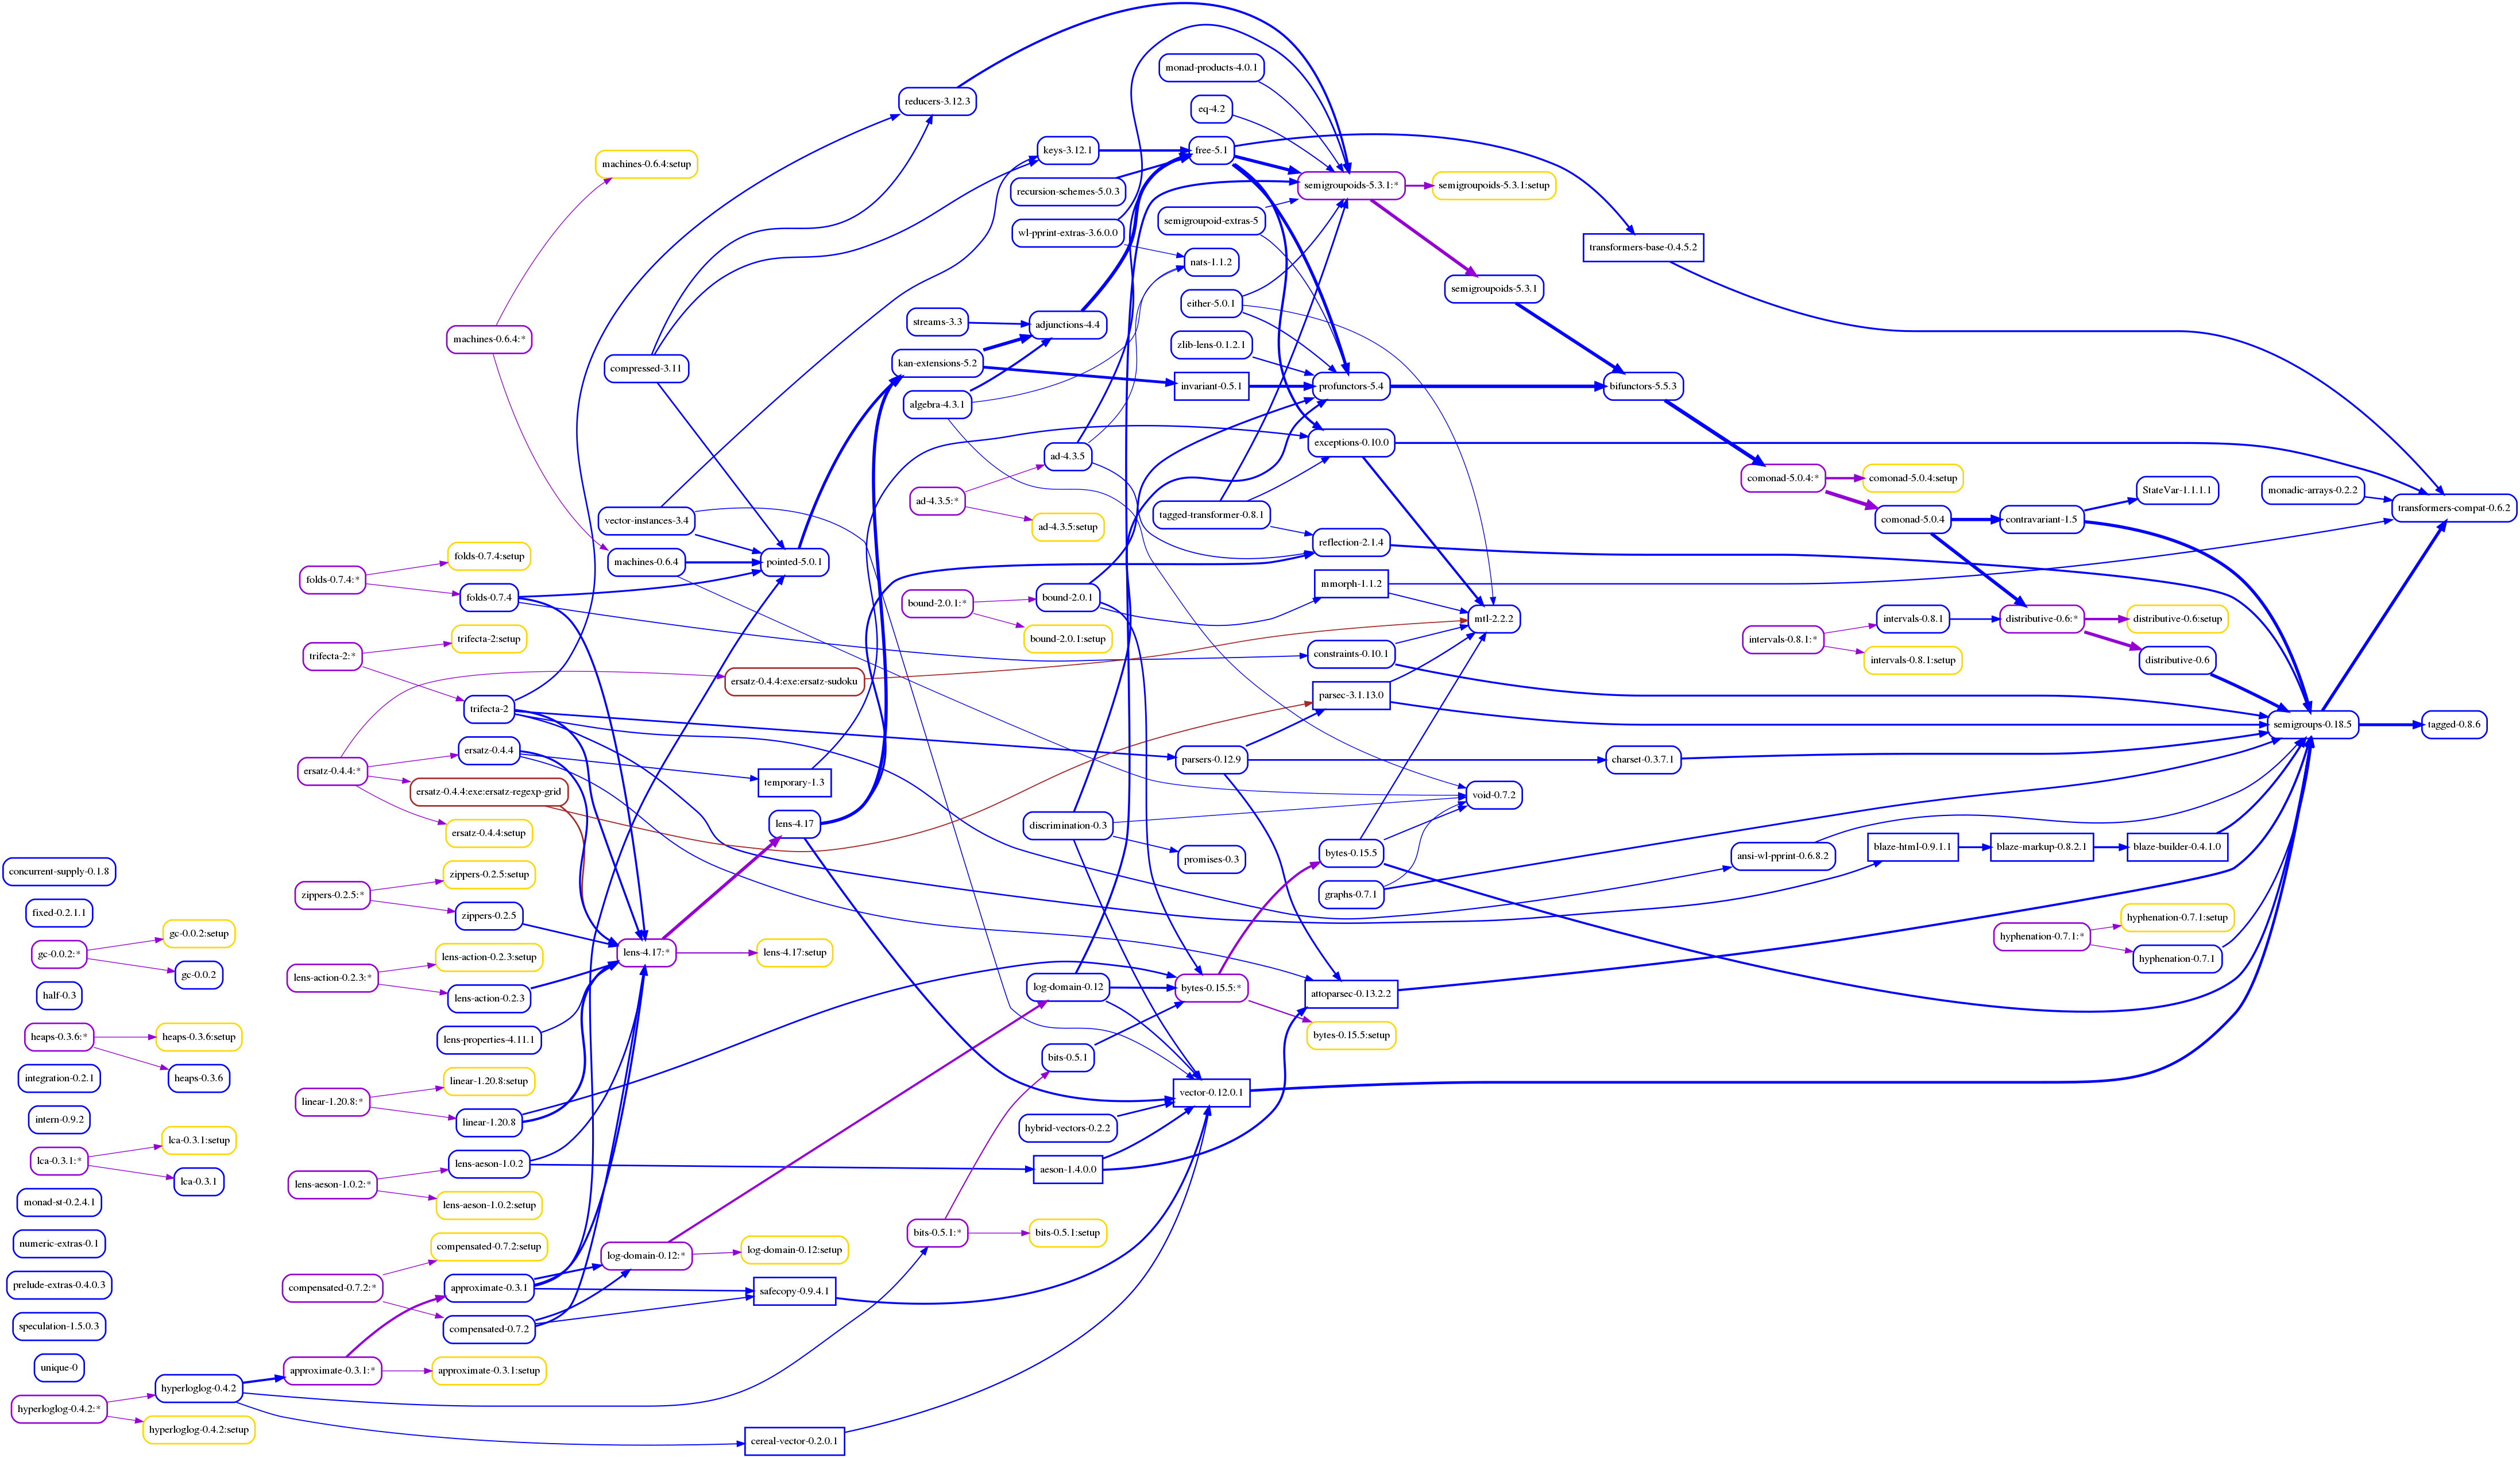 concurrent-supply-0.1.8
fixed-0.2.1.1
gc-0.0.2:*
gc-0.0.2:setup
gc-0.0.2
half-0.3
heaps-0.3.6:*
heaps-0.3.6:setup
heaps-0.3.6
integration-0.2.1
intern-0.9.2
lca-0.3.1:*
lca-0.3.1:setup
lca-0.3.1
monad-st-0.2.4.1
numeric-extras-0.1
prelude-extras-0.4.0.3
speculation-1.5.0.3
unique-0
hyperloglog-0.4.2:*
hyperloglog-0.4.2
hyperloglog-0.4.2:setup
folds-0.7.4:*
trifecta-2:*
ersatz-0.4.4:*
zippers-0.2.5:*
lens-action-0.2.3:*
linear-1.20.8:*
lens-aeson-1.0.2:*
compensated-0.7.2:*
approximate-0.3.1:*
machines-0.6.4:*
folds-0.7.4:setup
folds-0.7.4
trifecta-2:setup
trifecta-2
ersatz-0.4.4
ersatz-0.4.4:exe:ersatz-regexp-grid
ersatz-0.4.4:setup
zippers-0.2.5:setup
zippers-0.2.5
lens-action-0.2.3:setup
lens-action-0.2.3
lens-properties-4.11.1
linear-1.20.8:setup
linear-1.20.8
lens-aeson-1.0.2
lens-aeson-1.0.2:setup
compensated-0.7.2:setup
approximate-0.3.1
compensated-0.7.2
approximate-0.3.1:setup
machines-0.6.4:setup
compressed-3.11
vector-instances-3.4
machines-0.6.4
lens-4.17:*
log-domain-0.12:*
pointed-5.0.1
ersatz-0.4.4:exe:ersatz-sudoku
temporary-1.3
lens-4.17
lens-4.17:setup
log-domain-0.12:setup
safecopy-0.9.4.1
cereal-vector-0.2.0.1
reducers-3.12.3
streams-3.3
kan-extensions-5.2
algebra-4.3.1
ad-4.3.5:*
bound-2.0.1:*
bits-0.5.1:*
keys-3.12.1
recursion-schemes-5.0.3
wl-pprint-extras-3.6.0.0
adjunctions-4.4
ad-4.3.5
ad-4.3.5:setup
bound-2.0.1
bound-2.0.1:setup
discrimination-0.3
log-domain-0.12
bits-0.5.1
hybrid-vectors-0.2.2
aeson-1.4.0.0
bits-0.5.1:setup
monad-products-4.0.1
eq-4.2
free-5.1
semigroupoid-extras-5
nats-1.1.2
either-5.0.1
zlib-lens-0.1.2.1
invariant-0.5.1
tagged-transformer-0.8.1
parsers-0.12.9
promises-0.3
bytes-0.15.5:*
vector-0.12.0.1
semigroupoids-5.3.1:*
profunctors-5.4
exceptions-0.10.0
reflection-2.1.4
mmorph-1.1.2
constraints-0.10.1
parsec-3.1.13.0
bytes-0.15.5
graphs-0.7.1
attoparsec-0.13.2.2
bytes-0.15.5:setup
semigroupoids-5.3.1:setup
semigroupoids-5.3.1
mtl-2.2.2
void-0.7.2
transformers-base-0.4.5.2
bifunctors-5.5.3
charset-0.3.7.1
comonad-5.0.4:*
intervals-0.8.1:*
ansi-wl-pprint-0.6.8.2
comonad-5.0.4:setup
comonad-5.0.4
intervals-0.8.1
intervals-0.8.1:setup
blaze-html-0.9.1.1
contravariant-1.5
distributive-0.6:*
blaze-markup-0.8.2.1
hyphenation-0.7.1:*
StateVar-1.1.1.1
distributive-0.6:setup
distributive-0.6
blaze-builder-0.4.1.0
hyphenation-0.7.1:setup
hyphenation-0.7.1
monadic-arrays-0.2.2
semigroups-0.18.5
transformers-compat-0.6.2
tagged-0.8.6